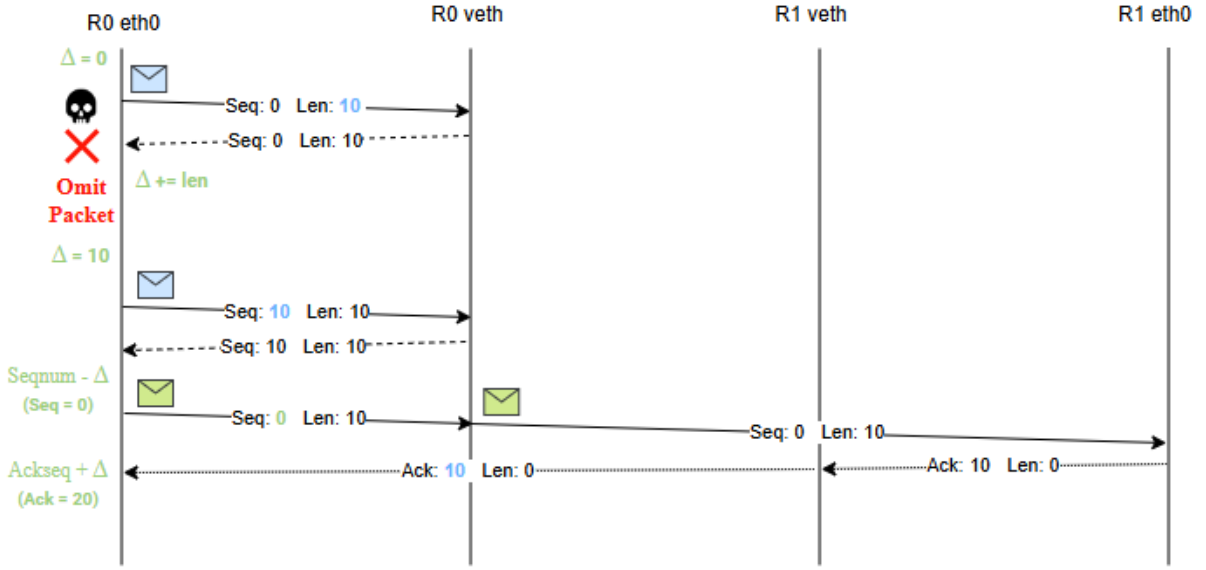 R0 eth0
R0 veth
R1 veth
R1 eth0
Δ = 0
Seq: 0 Len: 10
Seq: 0 Len: 10
Δ += len
Omit
Packet
Δ = 10
Seq: 10 Len: 10
Seq: 10 Len: 10
Seqnum - Δ
(Seq = 0)
Seq: 0 Len: 10
Seq: 0 Len: 10
Ackseq + Δ
(Ack = 20)
Ack: 10 Len: 0
Ack: 10 Len: 0